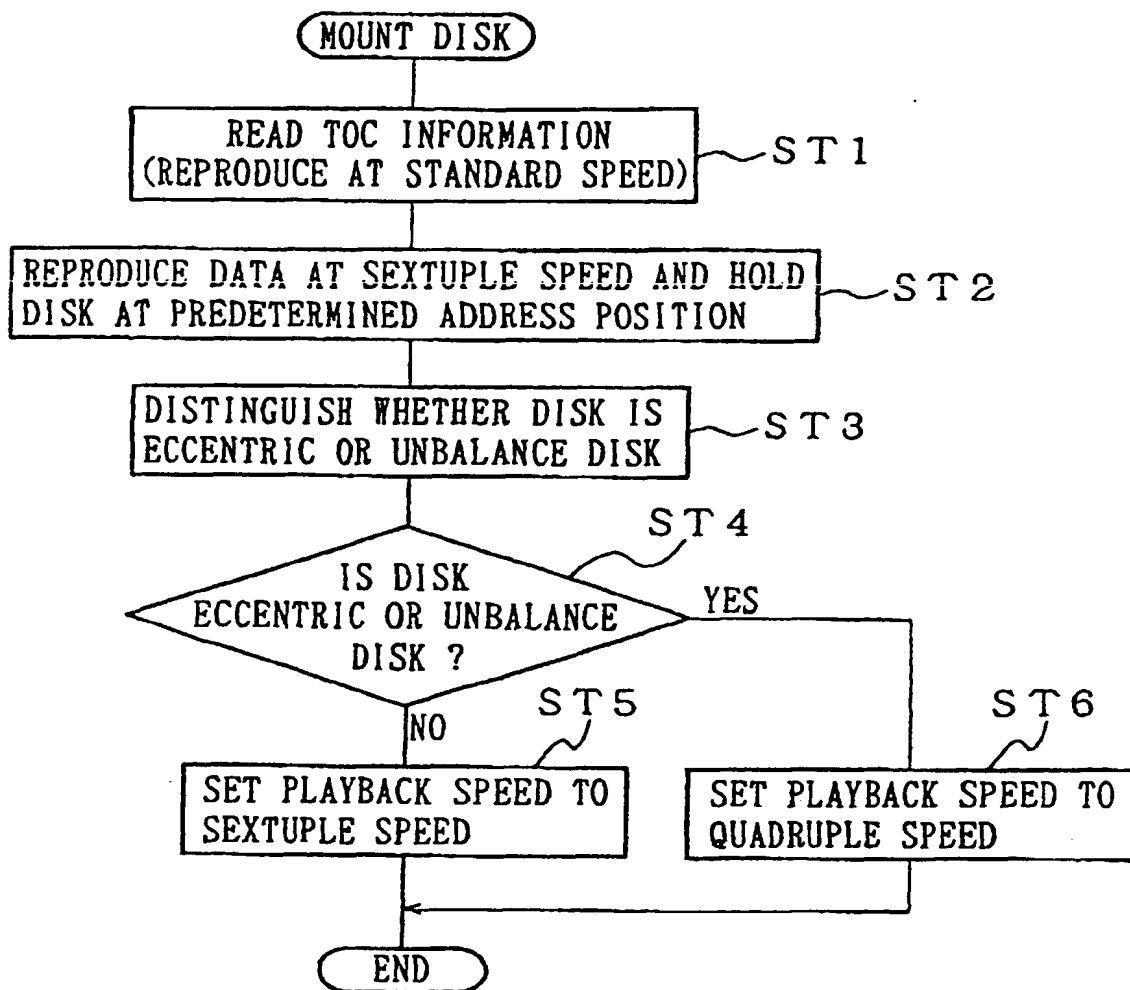 MOUNT DISK
READ TOC INFORMATION
(REPRODUCE AT STANDARD SPEED)
ST1
REPRODUCE DATA AT SEXTUPLE SPEED AND HOLD
DISK AT PREDETERMINED ADDRESS POSITION
ST2
DISTINGUISH WHETHER DISK IS
ECCENTRIC OR UNBALANCE DISK
ST3
ST4
IS DISK
ECCENTRIC OR UNBALANCE
DISK ?
YES
NO
ST5
SET PLAYBACK SPEED TO
SEXTUPLE SPEED
ST6
SET PLAYBACK SPEED TO
QUADRUPLE SPEED
END